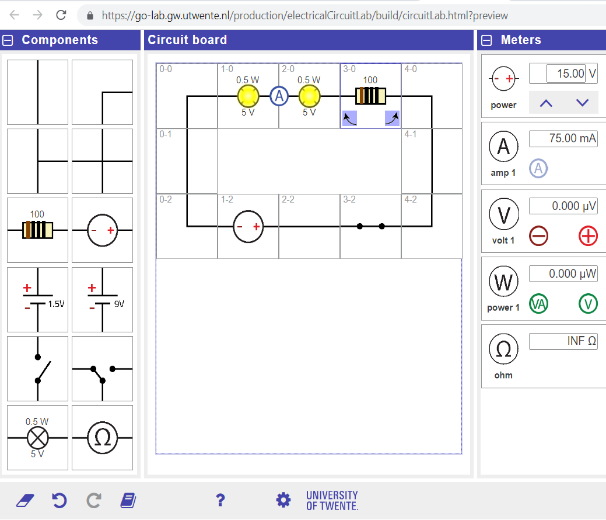 https://go-lab.gw.utwente.nl/production/electricalCircuitLab/build/circuitLab.html?preview
Components
Circuit board
Meters
0-0 1-0 2-0 3-0 4-0
0.5 W 0.5 W 100
A
5 V 5 V
0-1 4-1
0-2 1-2 2-2 3-2 4-2
- +
100
- +
+ 1.5V
-
+ 9V
-
0.5 W
5 V
Ω
- + 15.00 V
power
A 75.00 mA
amp 1 A
V 0.000 µV
volt 1
W 0.000 µW
power 1 VA V
Ω INF Ω
ohm
? UNIVERSITY
OF TWENTE.